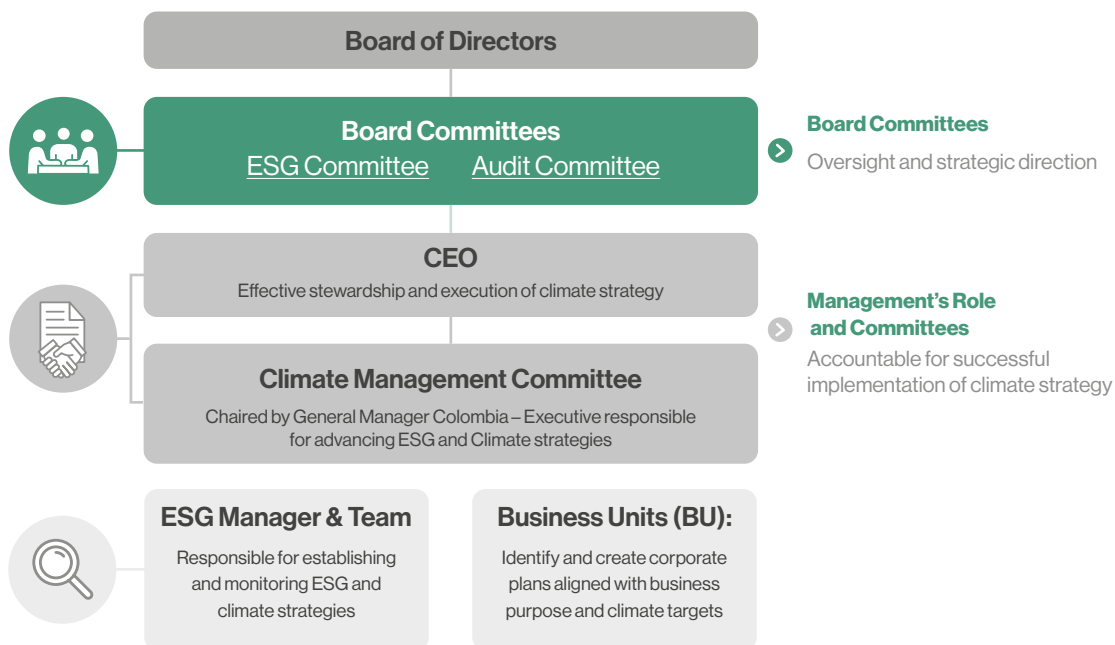 Board of Directors
Board Committees
ESG Committee Audit Committee
Board Committees
Oversight and strategic direction
CEO
Effective stewardship and execution of climate strategy
Climate Management Committee
Chaired by General Manager Colombia – Executive responsible
for advancing ESG and Climate strategies
Management's Role
and Committees
Accountable for successful
implementation of climate strategy
ESG Manager & Team
Responsible for establishing
and monitoring ESG and
climate strategies
Business Units (BU):
Identify and create corporate
plans aligned with business
purpose and climate targets